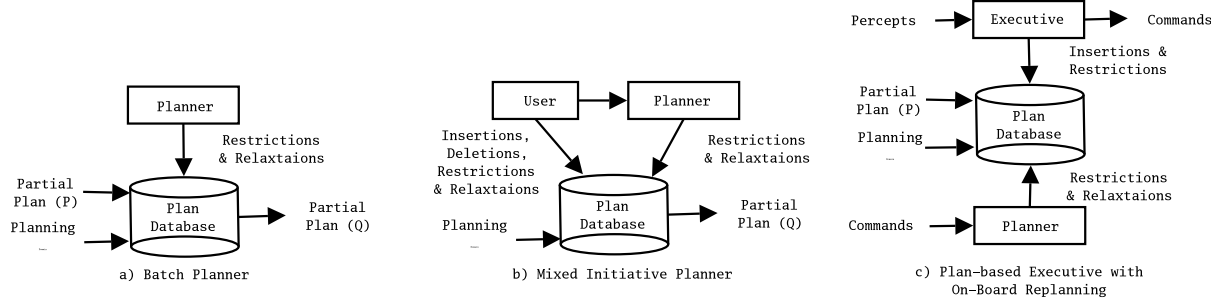 Planner
Restrictions
& Relaxtaions
Partial
Plan (P)
Planning
Plan
Database
Partial
Plan (Q)
a) Batch Planner
User
Planner
Insertions,
Deletions,
Restrictions
& Relaxtaions
Restrictions
& Relaxtaions
Planning
Plan
Database
Partial
Plan (Q)
b) Mixed Initiative Planner
Percepts
Executive
Commands
Insertions &
Restrictions
Partial
Plan (P)
Planning
Plan
Database
Restrictions
& Relaxtaions
Commands
Planner
c) Plan-based Executive with
On-Board Replanning